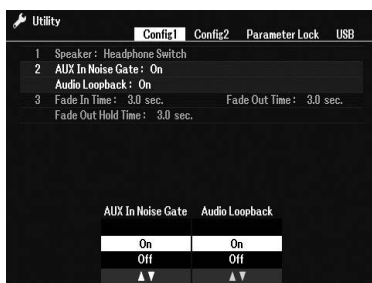 Utility
Config1 Config2 Parameter Lock USB
1 Speaker: Headphone Switch
2 AUX In Noise Gate: On
Audio Loopback: On
3 Fade In Time: 3.0 sec. Fade Out Time: 3.0 sec.
Fade Out Hold Time: 3.0 sec.
AUX In Noise Gate Audio Loopback
On On
Off Off
▲▼ ▲▼